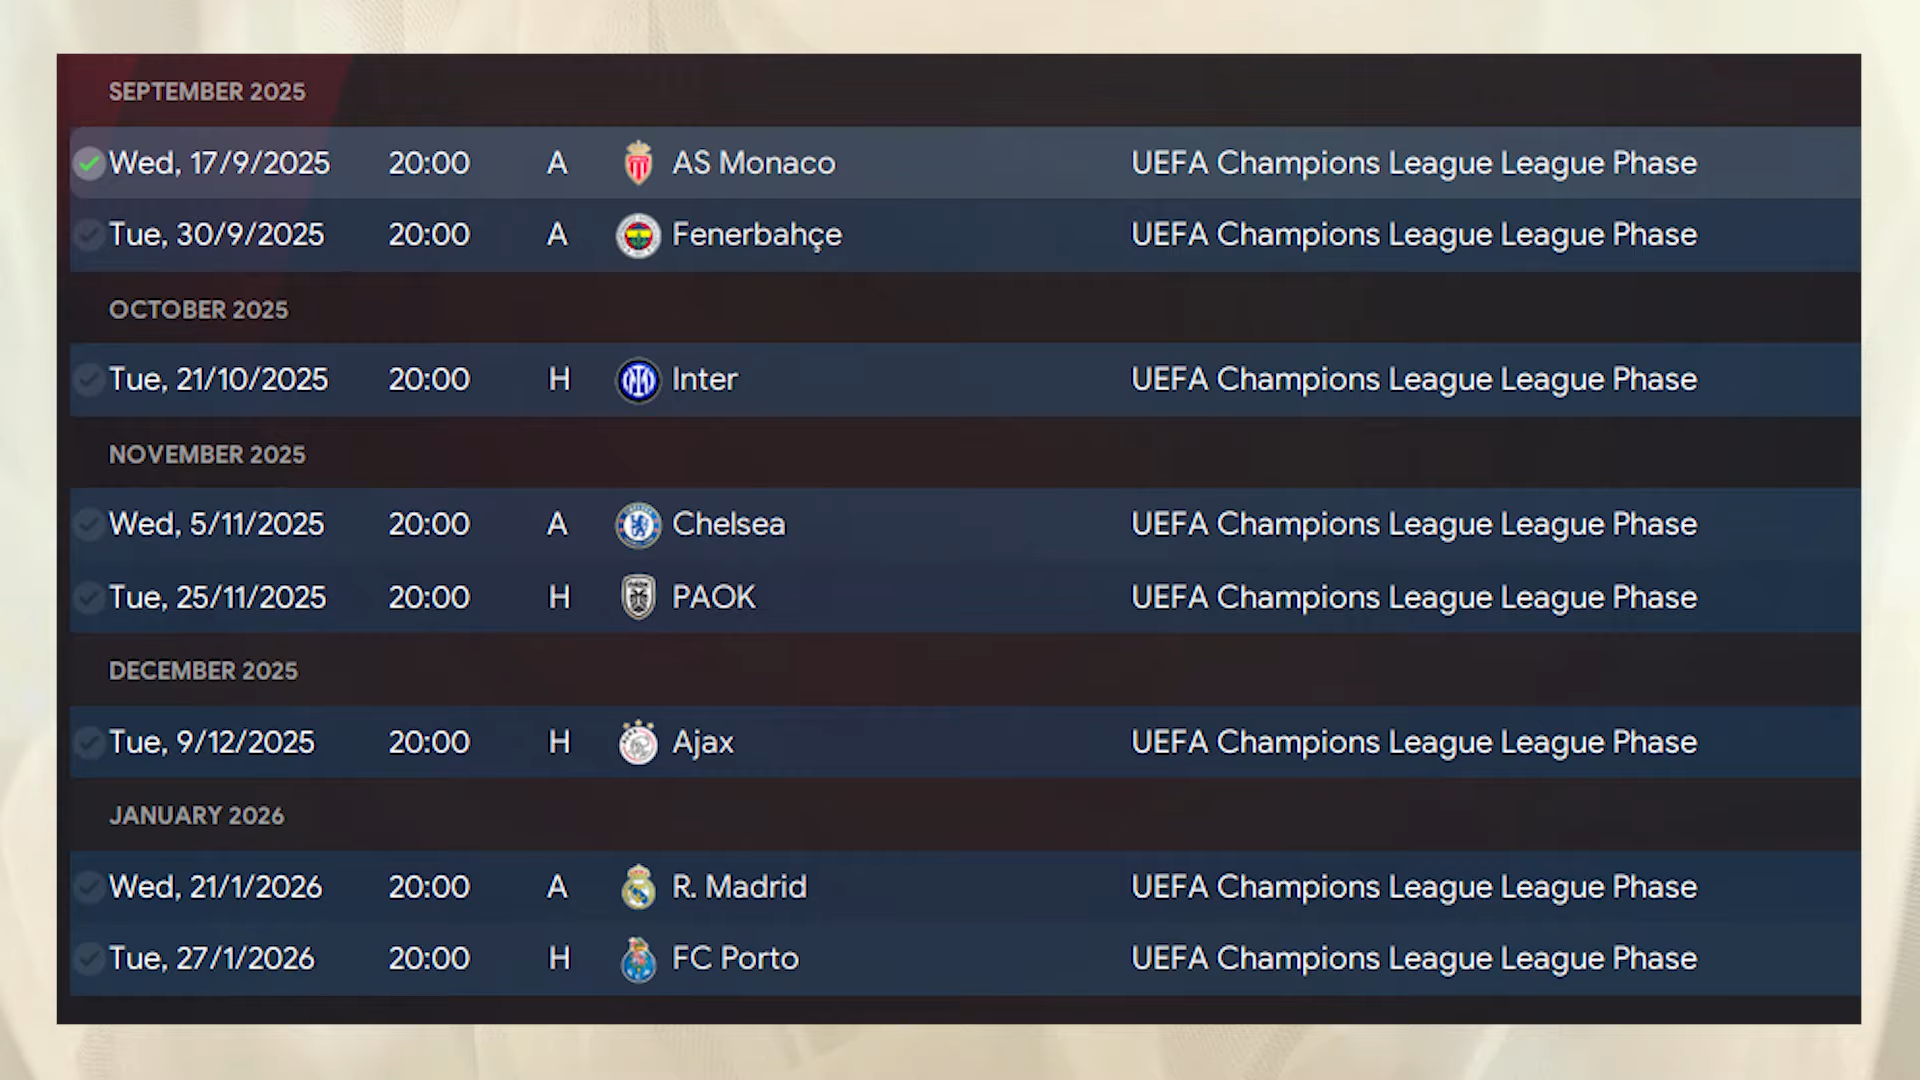 SEPTEMBER 2025
Wed, 17/9/2025 20:00 A AS Monaco UEFA Champions League League Phase
Tue, 30/9/2025 20:00 A Fenerbahçe UEFA Champions League League Phase
OCTOBER 2025
Tue, 21/10/2025 20:00 H Inter UEFA Champions League League Phase
NOVEMBER 2025
Wed, 5/11/2025 20:00 A Chelsea UEFA Champions League League Phase
Tue, 25/11/2025 20:00 H PAOK UEFA Champions League League Phase
DECEMBER 2025
Tue, 9/12/2025 20:00 H Ajax UEFA Champions League League Phase
JANUARY 2026
Wed, 21/1/2026 20:00 A R. Madrid UEFA Champions League League Phase
Tue, 27/1/2026 20:00 H FC Porto UEFA Champions League League Phase